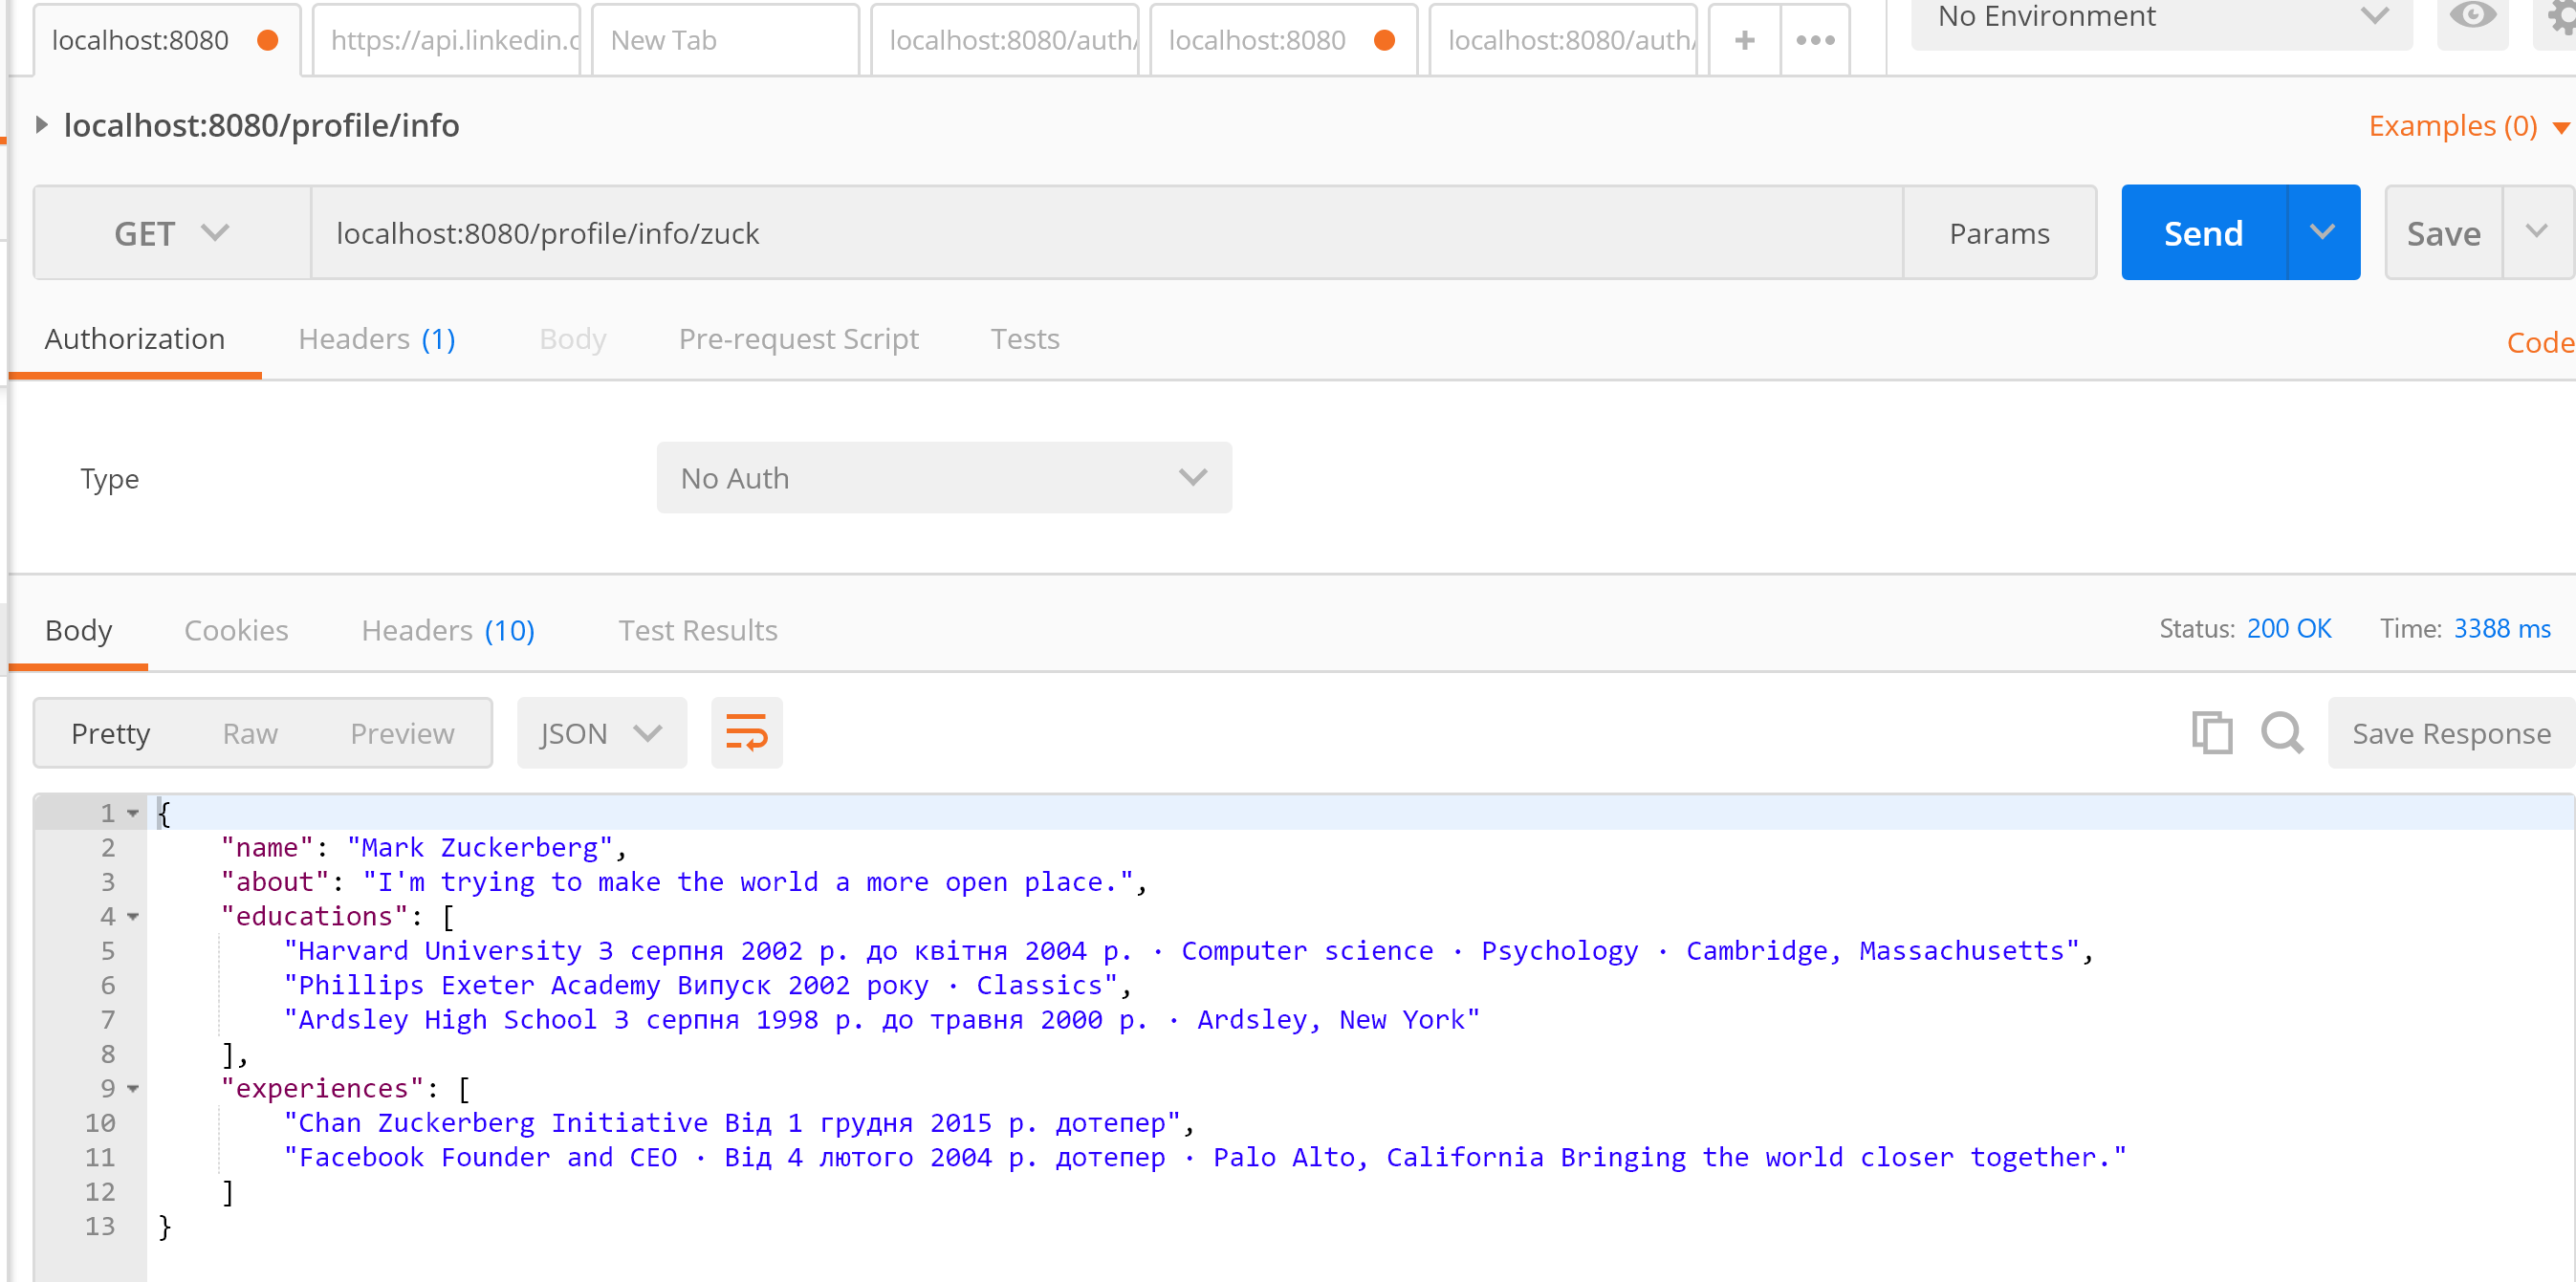 localhost:8080 https://api.linkedin.c New Tab localhost:8080/auth/ localhost:8080 localhost:8080/auth/ + ••• No Environment
localhost:8080/profile/info Examples (0)
GET localhost:8080/profile/info/zuck Params Send Save
Authorization Headers (1) Body Pre-request Script Tests Code
Type No Auth
Body Cookies Headers (10) Test Results Status: 200 OK Time: 3388 ms
Pretty Raw Preview JSON Save Response
1 {
2 "name": "Mark Zuckerberg",
3 "about": "I'm trying to make the world a more open place.",
4 "educations": [
5 "Harvard University З серпня 2002 р. до квітня 2004 р. · Computer science · Psychology · Cambridge, Massachusetts",
6 "Phillips Exeter Academy Випуск 2002 року · Classics",
7 "Ardsley High School З серпня 1998 р. до травня 2000 р. · Ardsley, New York"
8 ],
9 "experiences": [
10 "Chan Zuckerberg Initiative Від 1 грудня 2015 р. дотепер",
11 "Facebook Founder and CEO · Від 4 лютого 2004 р. дотепер · Palo Alto, California Bringing the world closer together."
12 ]
13 }